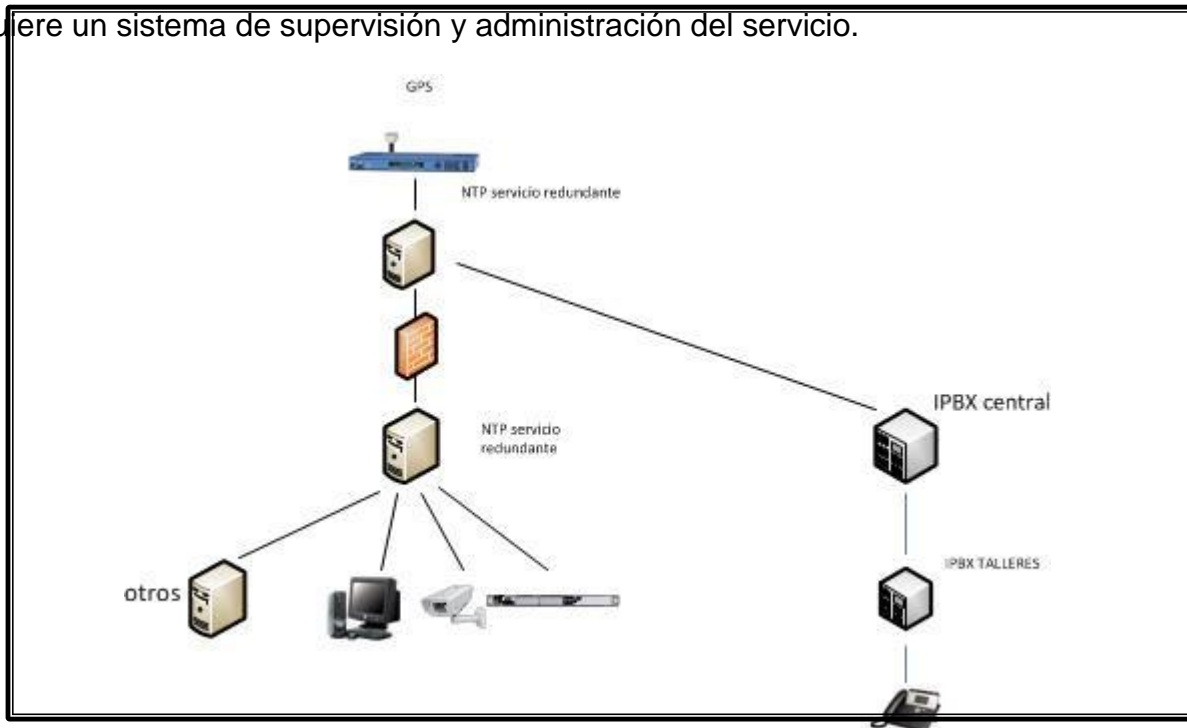 uiere un sistema de supervisión y administración del servicio.
GPS
NTP servicio redundante
NTP servicio
redundante
IPBX central
IPBX TALLERES
otros